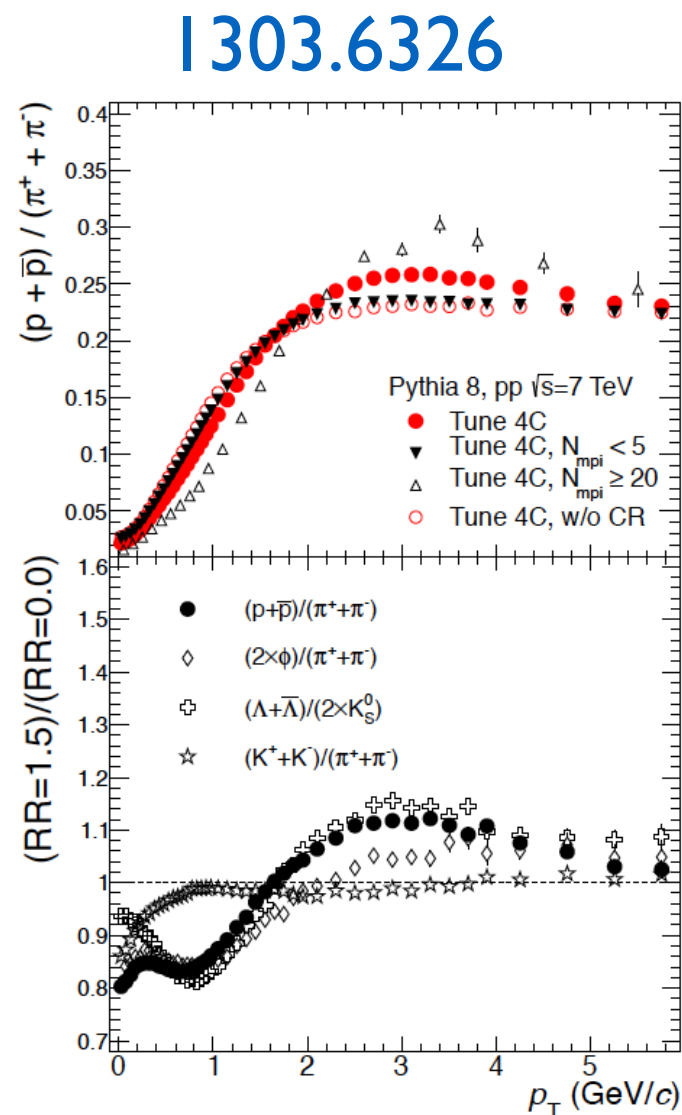 1303.6326
(p + p̅) / (π⁺ + π⁻)
0.4
0.35
0.3
0.25
0.2
0.15
0.1
0.05
Pythia 8, pp √s=7 TeV
Tune 4C
Tune 4C, N_mpi < 5
Tune 4C, N_mpi ≥ 20
Tune 4C, w/o CR
(RR=1.5)/(RR=0.0)
1.6
1.5
1.4
1.3
1.2
1.1
1
0.9
0.8
0.7
(p+p̅)/(π⁺+π⁻)
(2×ϕ)/(π⁺+π⁻)
(Λ+Λ̅)/(2×K⁰_S)
(K⁺+K⁻)/(π⁺+π⁻)
0 1 2 3 4 5
p_T (GeV/c)